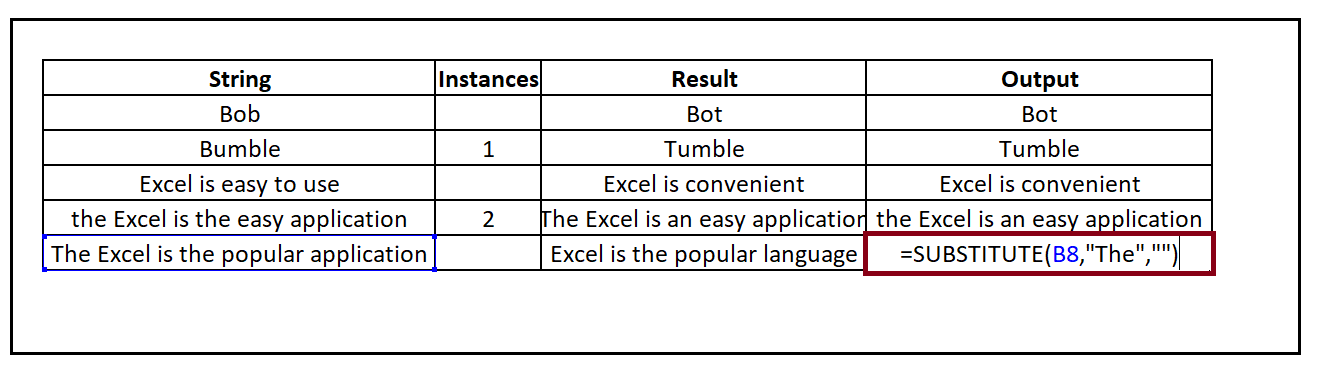 String Instances Result Output
Bob Bot Bot
Bumble 1 Tumble Tumble
Excel is easy to use Excel is convenient Excel is convenient
the Excel is the easy application 2 The Excel is an easy application the Excel is an easy application
The Excel is the popular application Excel is the popular language =SUBSTITUTE(B8,"The","")